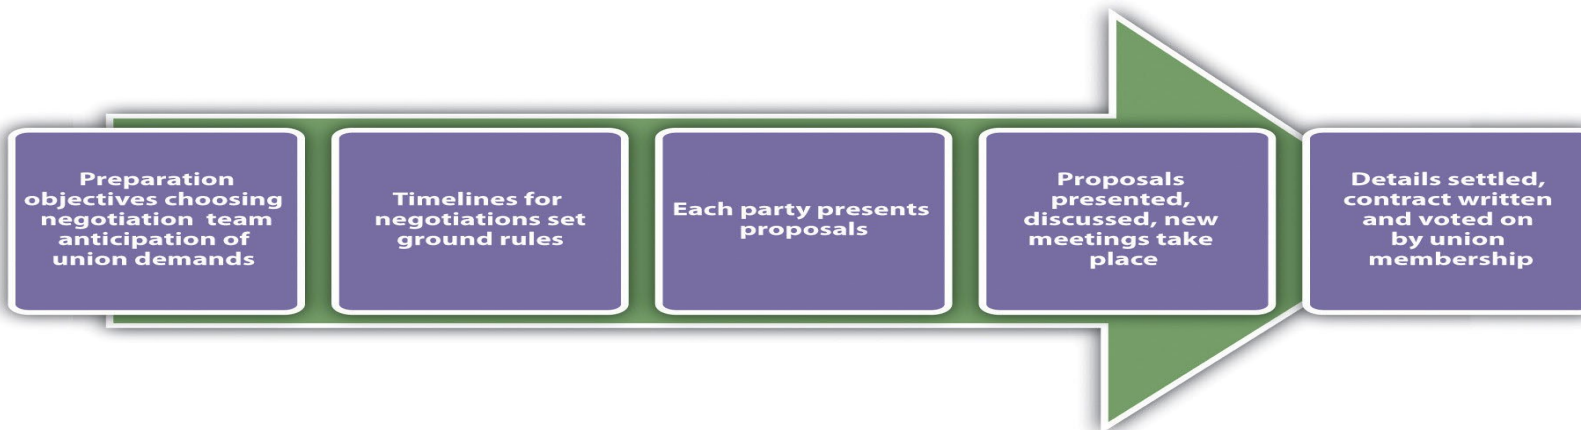 Preparation
objectives choosing
negotiation team
anticipation of
union demands
Timelines for
negotiations set
ground rules
Each party presents
proposals
Proposals
presented,
discussed, new
meetings take
place
Details settled,
contract written
and voted on
by union
membership